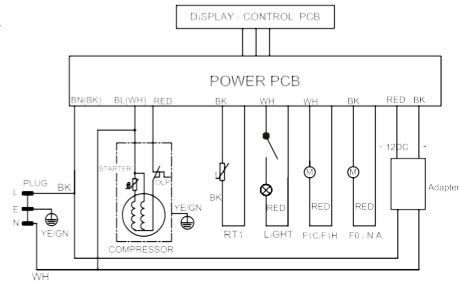 DISPLAY / CONTROL PCB
POWER PCB
BN(BK) BL(WH) RED BK WH WH BK RED BK
+ 12DC -
STARTER
OLP
PLUG
L BK
E
N
YE/GN
YE/GN
COMPRESSOR
BK
RED RED RED
RT1 LIGHT F1C/F1H F0 / N.A
Adapter
WH